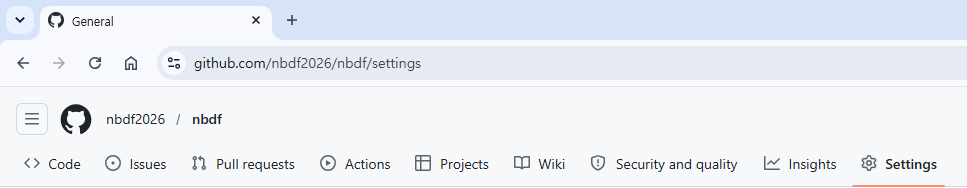 General
github.com/nbdf2026/nbdf/settings
nbdf2026 / nbdf
Code Issues Pull requests Actions Projects Wiki Security and quality Insights Settings